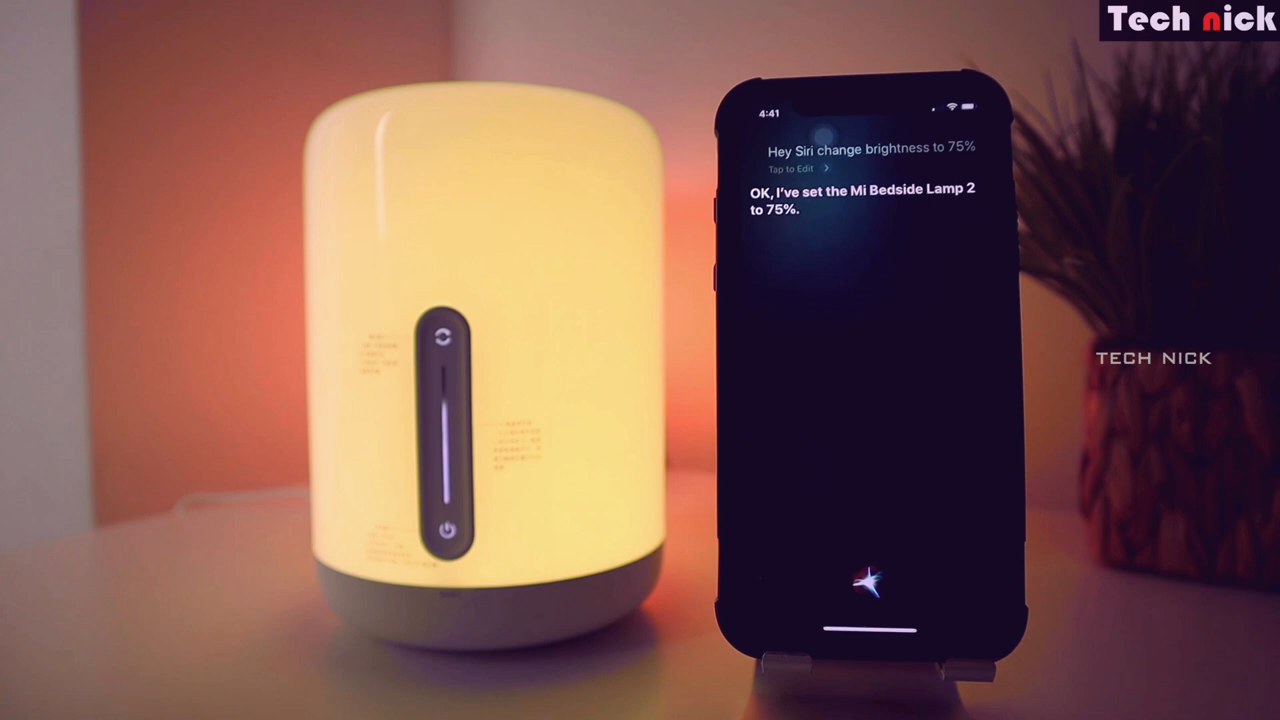 Tech nick
4:41
Hey Siri change brightness to 75%
Tap to Edit
OK, I've set the Mi Bedside Lamp 2
to 75%.
TECH NICK